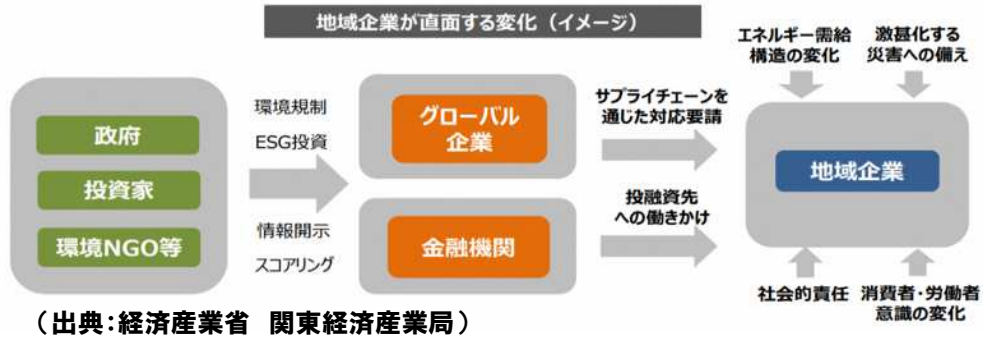 地域企業が直面する変化（イメージ）
エネルギー需給
構造の変化
激甚化する
災害への備え
政府
投資家
環境NGO等
環境規制
ESG投資
情報開示
スコアリング
グローバル
企業
金融機関
サプライチェーンを
通じた対応要請
投融資先
への働きかけ
地域企業
社会的責任
消費者・労働者
意識の変化
（出典：経済産業省　関東経済産業局）